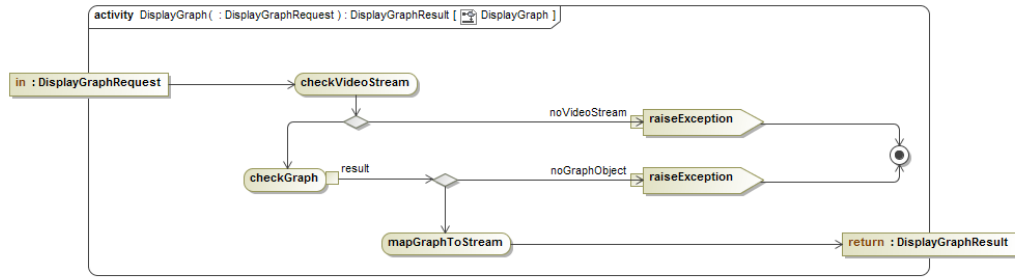 activity DisplayGraph( : DisplayGraphRequest) : DisplayGraphResult [ DisplayGraph ]
in : DisplayGraphRequest
checkVideoStream
noVideoStream
raiseException
checkGraph
result
noGraphObject
raiseException
mapGraphToStream
return : DisplayGraphResult